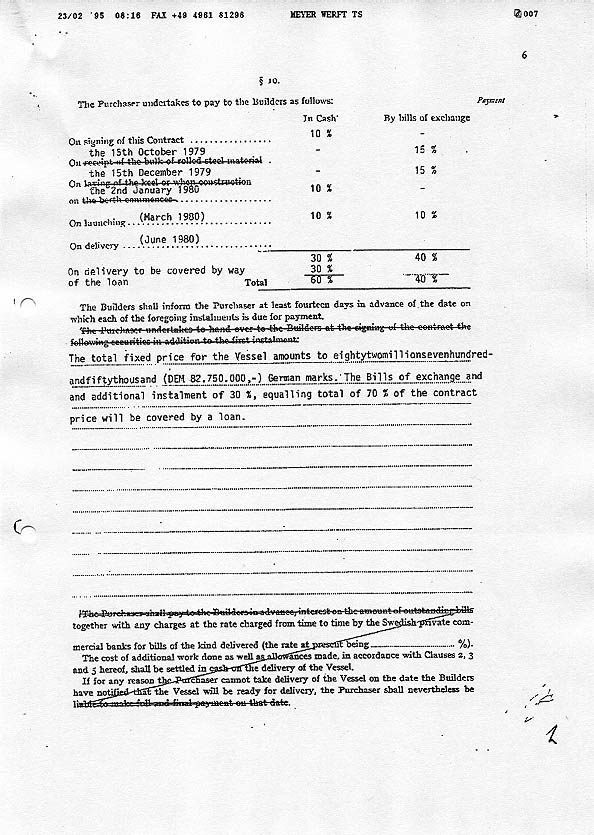 23/02 '95 08:16 FAX +49 4961 81296 MEYER WERFT TS 007
6
§ 10.
The Purchaser undertakes to pay to the Builders as follows:
Payment
In Cash By bills of exchange
10 % -
On signing of this Contract ................
the 15th October 1979 - 15 %
On receipt of the bulk of rolled steel material .
the 15th December 1979 - 15 %
On laying of the keel or when construction
the 2nd January 1980 10 % -
on the berth commences......................
(March 1980) 10 % 10 %
On launching............................
(June 1980)
On delivery .............................
30 % 40 %
On delivery to be covered by way 30 %
of the loan Total 60 % 40 %
The Builders shall inform the Purchaser at least fourteen days in advance of the date on
which each of the foregoing instalments is due for payment.
The Purchaser undertakes to hand over to the Builders at the signing of the contract the
following securities in addition to the first instalment:
The total fixed price for the Vessel amounts to eightytwomillionsevenhundred-
andfiftythousand (DEM 82.750.000,-) German marks. The Bills of exchange and
and additional instalment of 30 %, equalling total of 70 % of the contract
price will be covered by a loan.
The Purchaser shall pay to the Builders in advance, interest on the amount of outstanding bills
together with any charges at the rate charged from time to time by the Swedish private com-
mercial banks for bills of the kind delivered (the rate at present being .......................... %).
The cost of additional work done as well as allowances made, in accordance with Clauses 2, 3
and 5 hereof, shall be settled in cash on the delivery of the Vessel.
If for any reason the Purchaser cannot take delivery of the Vessel on the date the Builders
have notified that the Vessel will be ready for delivery, the Purchaser shall nevertheless be
liable to make full and final payment on that date.